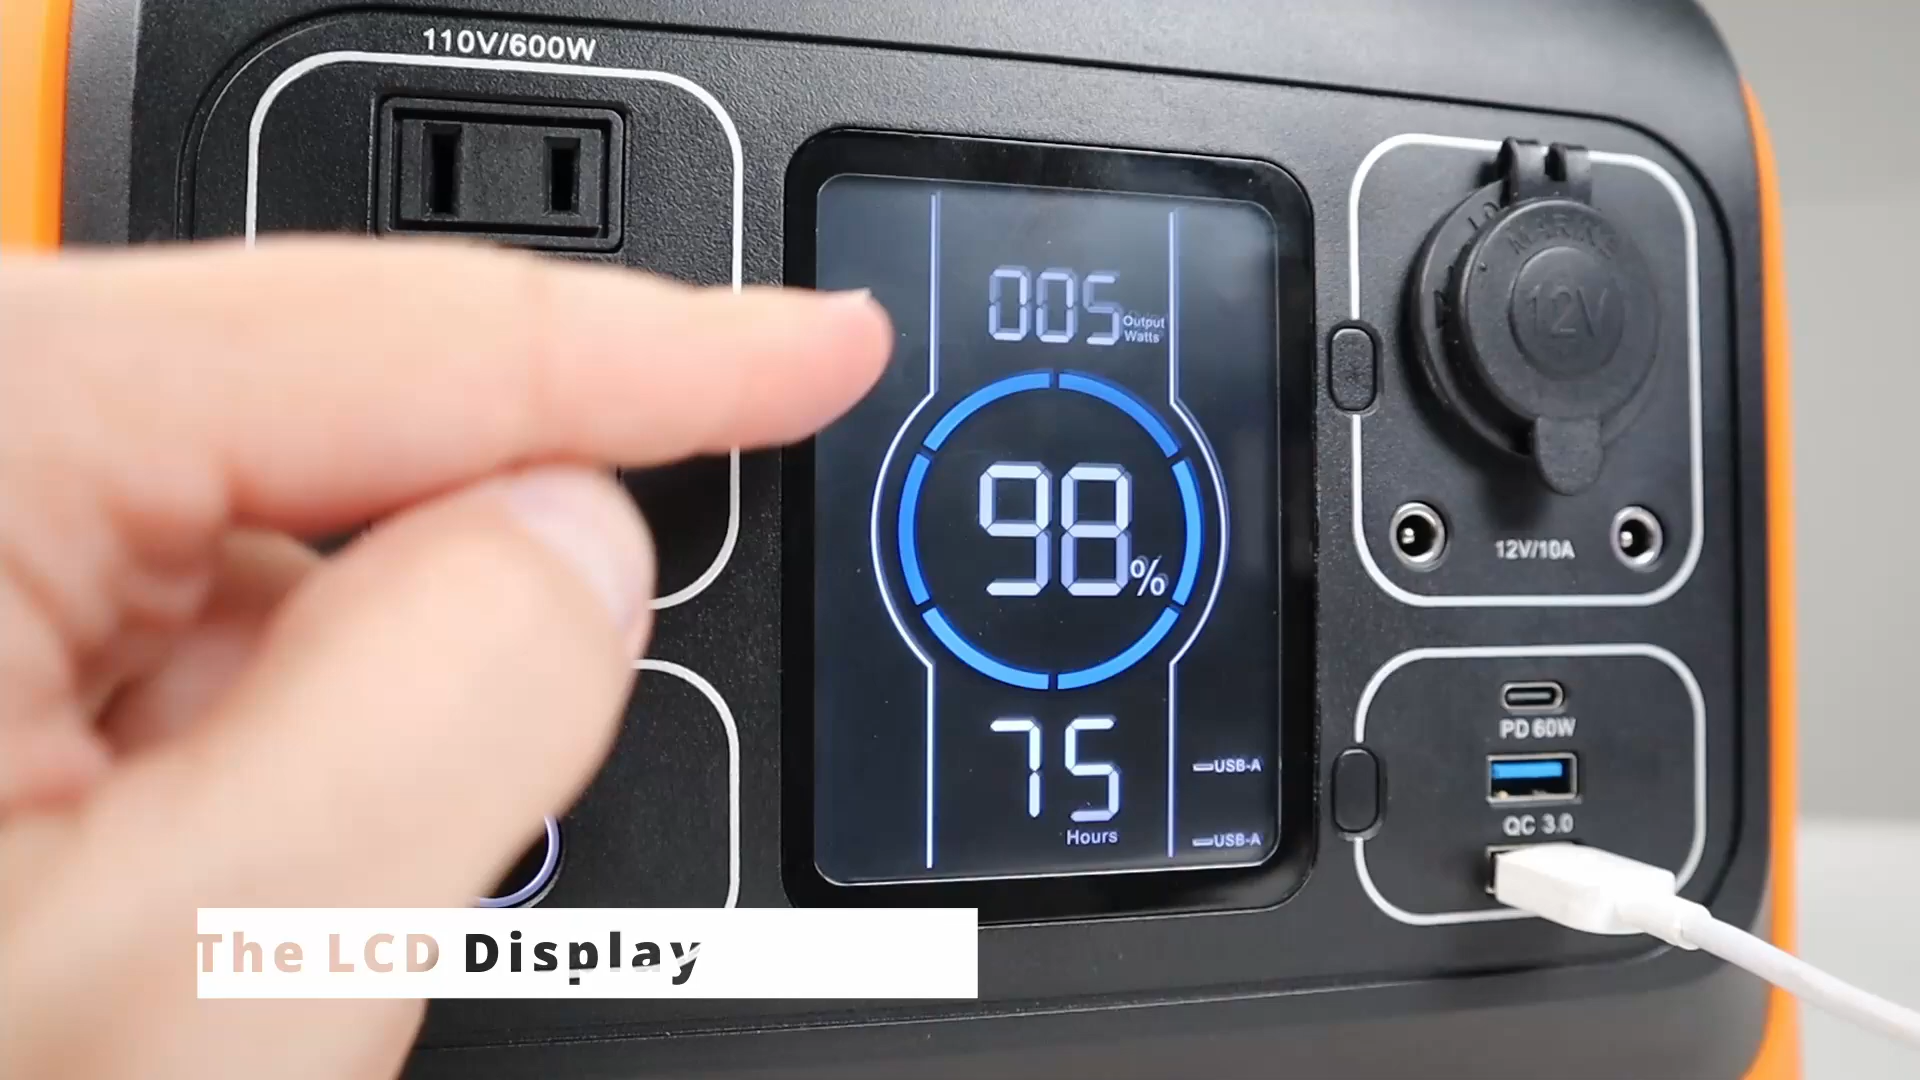 110V/600W
005
Output
Watts
98%
75
Hours
USB-A
USB-A
12V
12V/10A
PD 60W
QC 3.0
The LCD Display